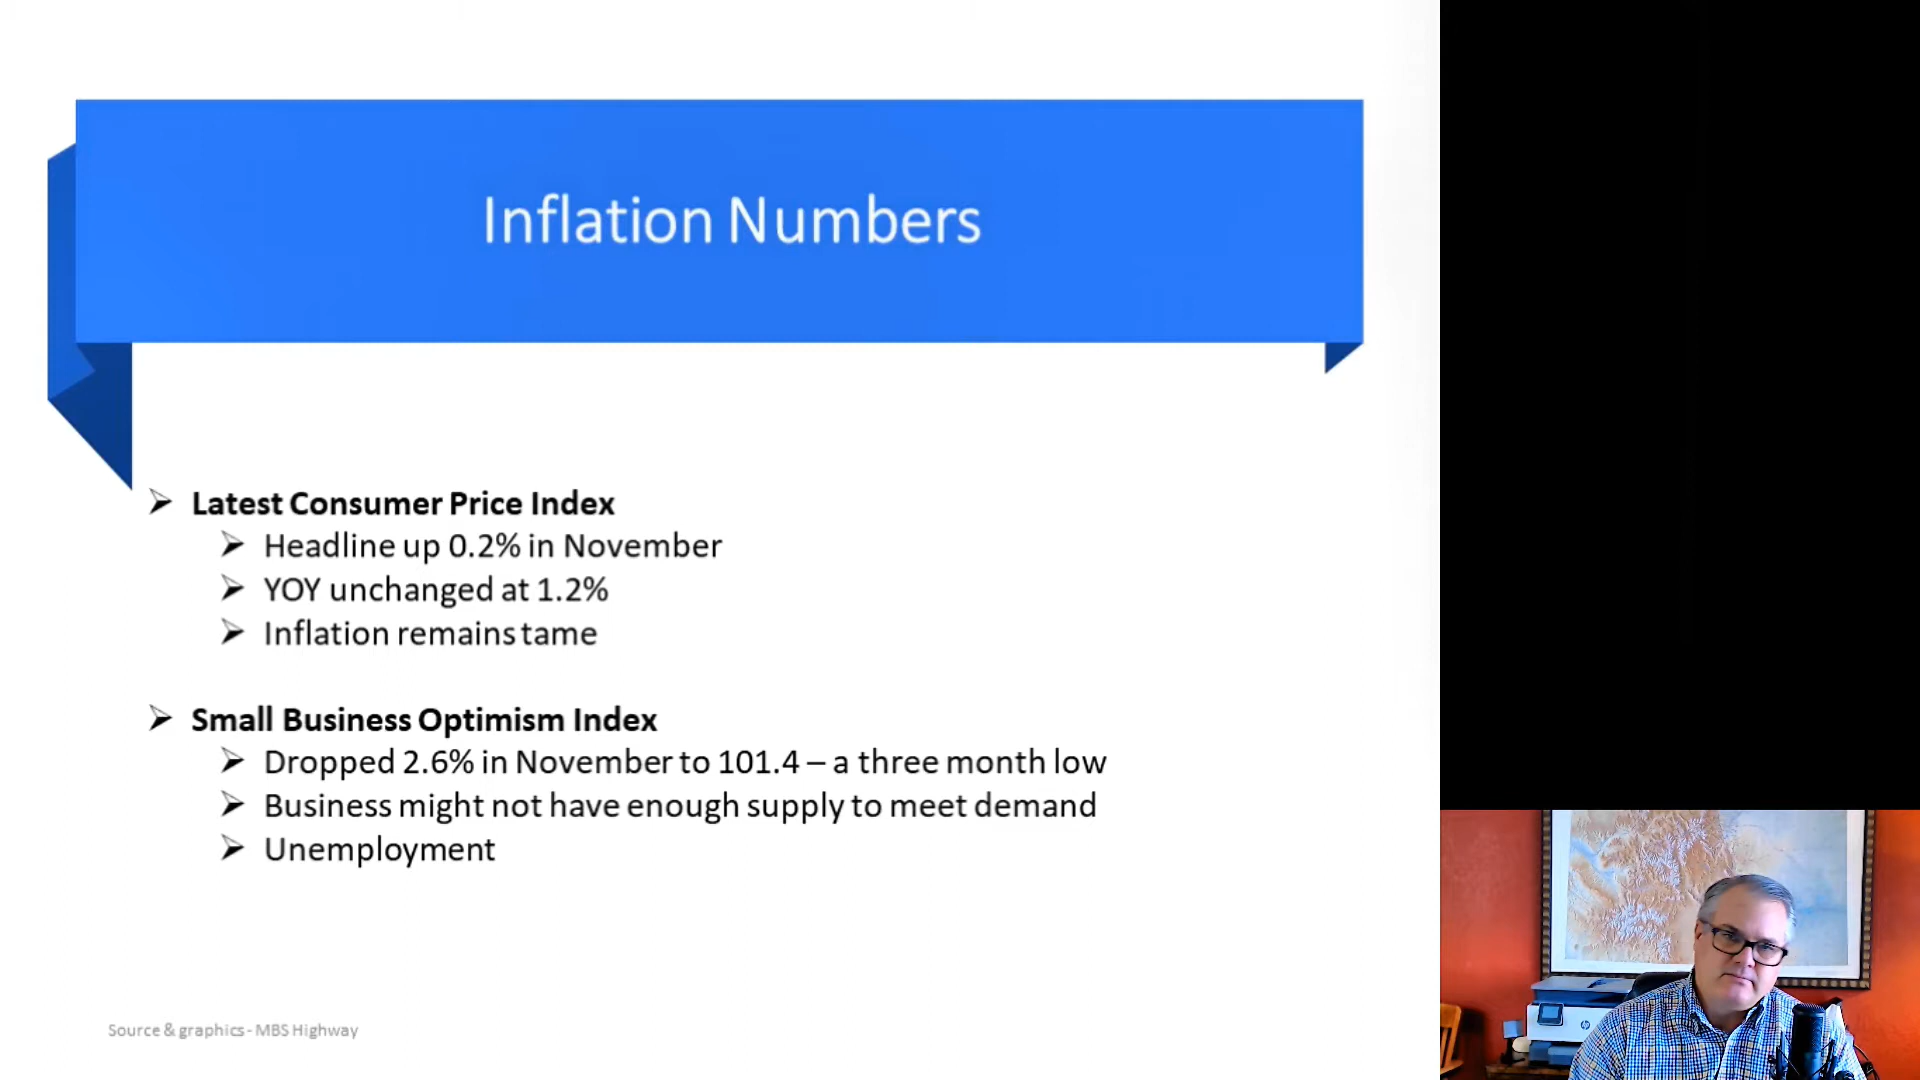 Inflation Numbers
➢ Latest Consumer Price Index
➢ Headline up 0.2% in November
➢ YOY unchanged at 1.2%
➢ Inflation remains tame
➢ Small Business Optimism Index
➢ Dropped 2.6% in November to 101.4 – a three month low
➢ Business might not have enough supply to meet demand
➢ Unemployment
Source & graphics - MBS Highway
hp